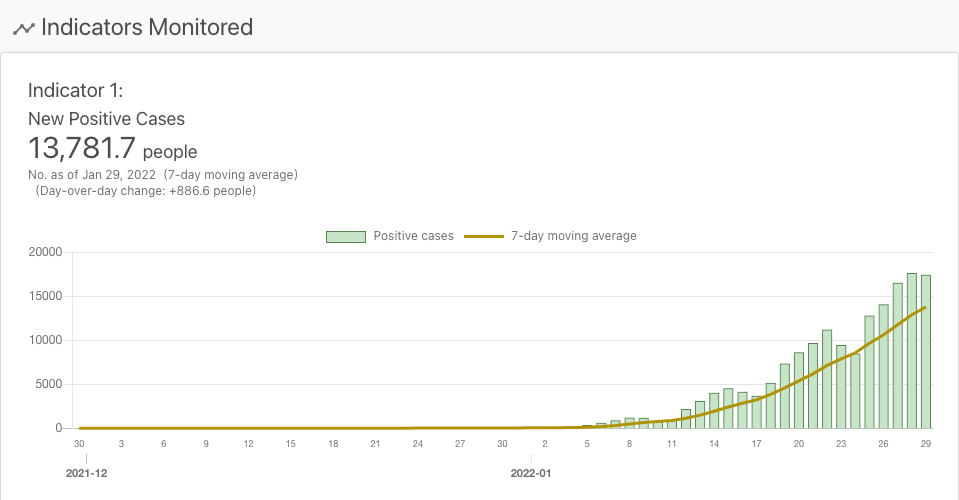 Indicators Monitored
Indicator 1:
New Positive Cases
13,781.7 people
No. as of Jan 29, 2022 (7-day moving average)
(Day-over-day change: +886.6 people)
Positive cases 7-day moving average
20000
15000
10000
5000
0
30 3 6 9 12 15 18 21 24 27 30 2 5 8 11 14 17 20 23 26 29
2021-12 2022-01